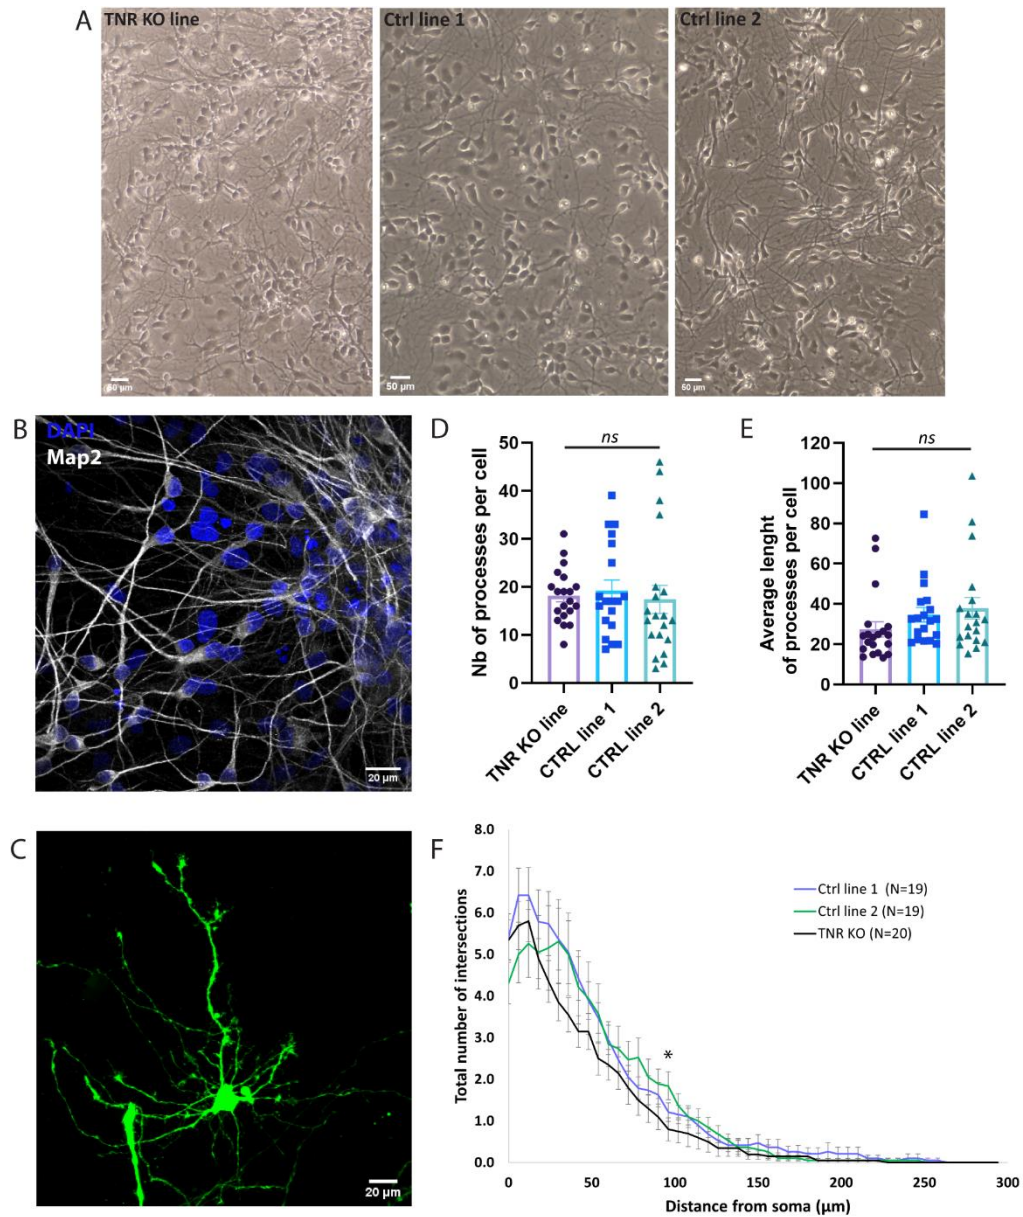 A
TNR KO line
Ctrl line 1
Ctrl line 2
50 µm
50 µm
50 µm
B
DAPI
Map2
20 µm
D
ns
Nb of processes per cell
50
40
30
20
10
0
TNR KO line
CTRL line 1
CTRL line 2
E
ns
Average lenght
of processes per cell
120
100
80
60
40
20
0
TNR KO line
CTRL line 1
CTRL line 2
C
20 µm
F
Total number of intersections
8.0
7.0
6.0
5.0
4.0
3.0
2.0
1.0
0.0
Ctrl line 1 (N=19)
Ctrl line 2 (N=19)
TNR KO (N=20)
*
0 50 100 150 200 250 300
Distance from soma (µm)